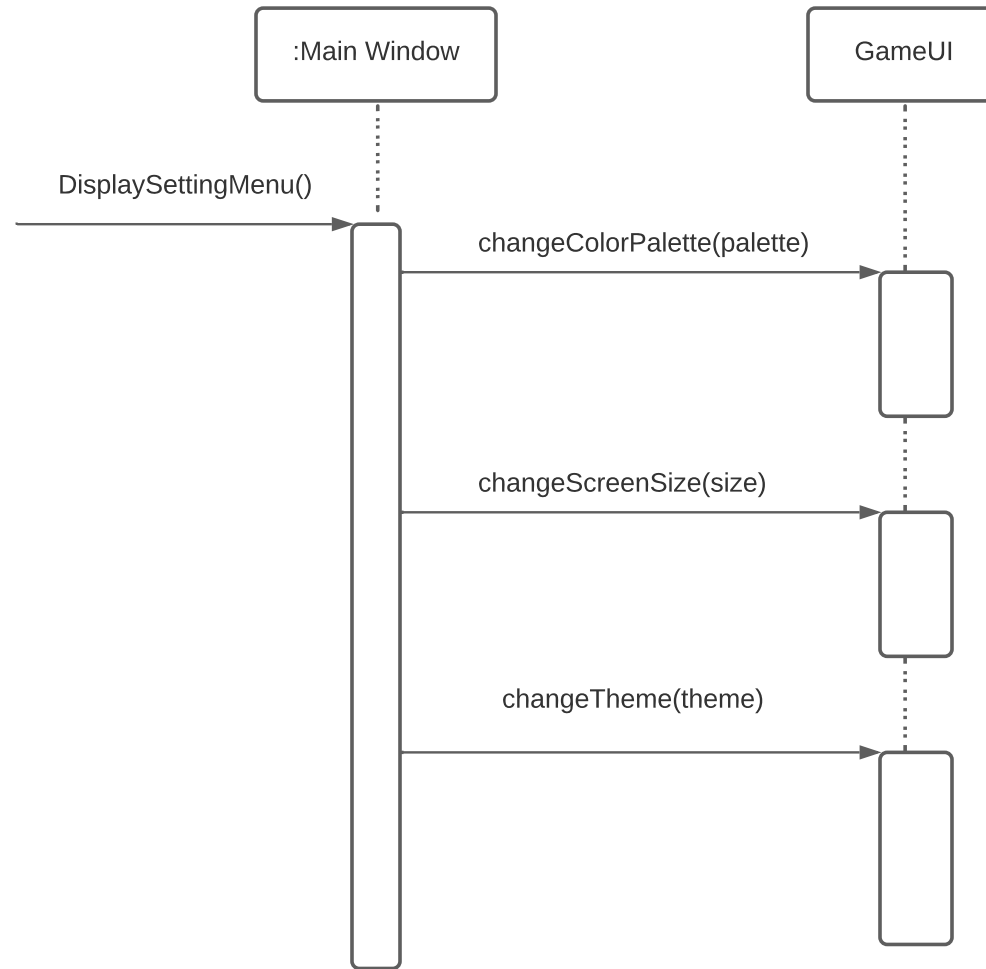 :Main Window
GameUI
DisplaySettingMenu()
changeColorPalette(palette)
changeScreenSize(size)
changeTheme(theme)